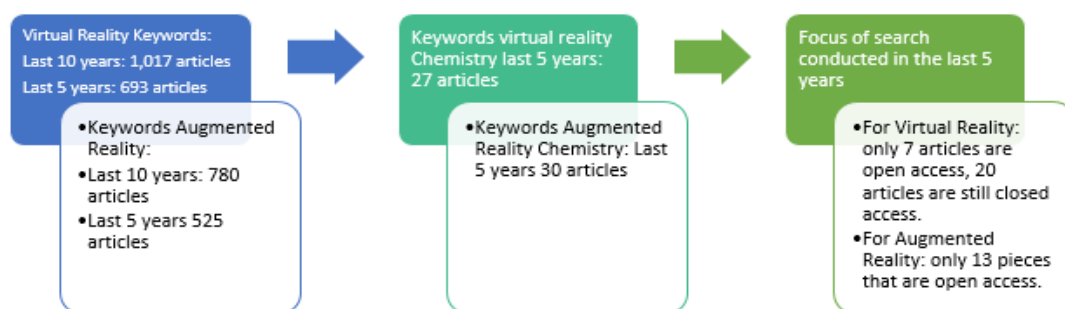 Virtual Reality Keywords:
Last 10 years: 1,017 articles
Last 5 years: 693 articles
•Keywords Augmented
Reality:
•Last 10 years: 780
articles
•Last 5 years 525
articles
Keywords virtual reality
Chemistry last 5 years:
27 articles
•Keywords Augmented
Reality Chemistry: Last
5 years 30 articles
Focus of search
conducted in the last 5
years
•For Virtual Reality:
only 7 articles are
open access, 20
articles are still closed
access.
•For Augmented
Reality: only 13 pieces
that are open access.